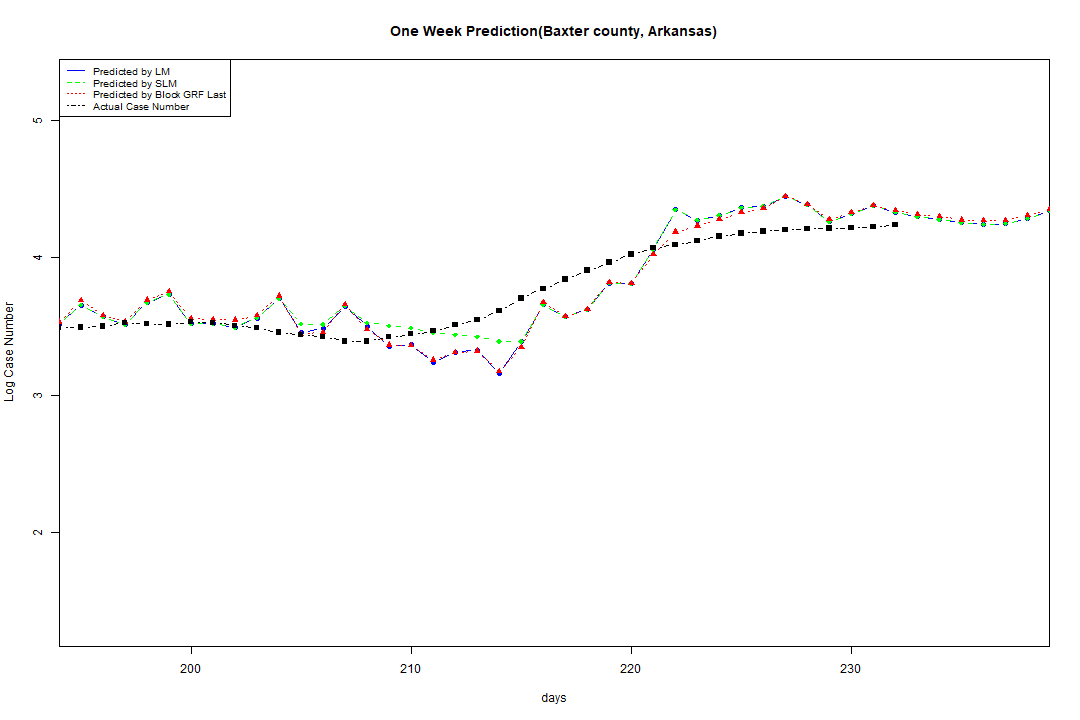 One Week Prediction(Baxter county, Arkansas)
Predicted by LM
Predicted by SLM
Predicted by Block GRF Last
Actual Case Number
5
4
3
2
Log Case Number
200 210 220 230
days